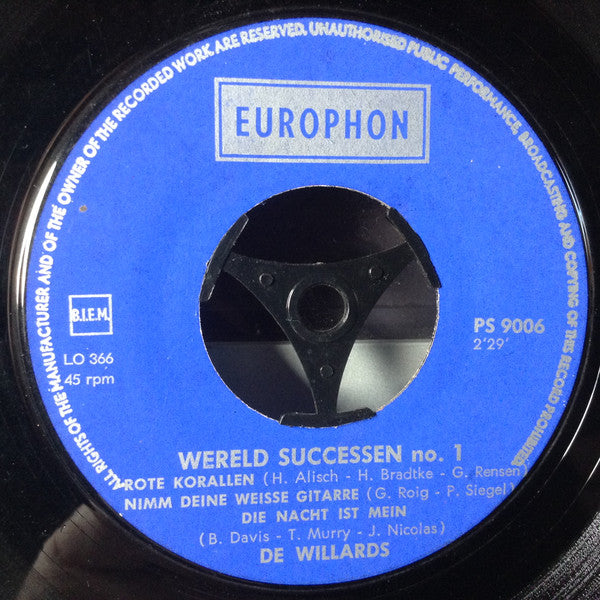 ALL RIGHTS OF THE MANUFACTURER AND OF THE OWNER OF THE RECORDED WORK ARE RESERVED. UNAUTHORISED PUBLIC PERFORMANCE, BROADCASTING AND COPYING OF THIS RECORD PROHIBITED
EUROPHON
B.I.E.M.
LO 366
45 rpm
PS 9006
2'29'
WERELD SUCCESSEN no. 1
ROTE KORALLEN (H. Alisch - H. Bradtke - G. Rensen)
NIMM DEINE WEISSE GITARRE (G. Roig - P. Siegel)
DIE NACHT IST MEIN
(B. Davis - T. Murry - J. Nicolas)
DE WILLARDS